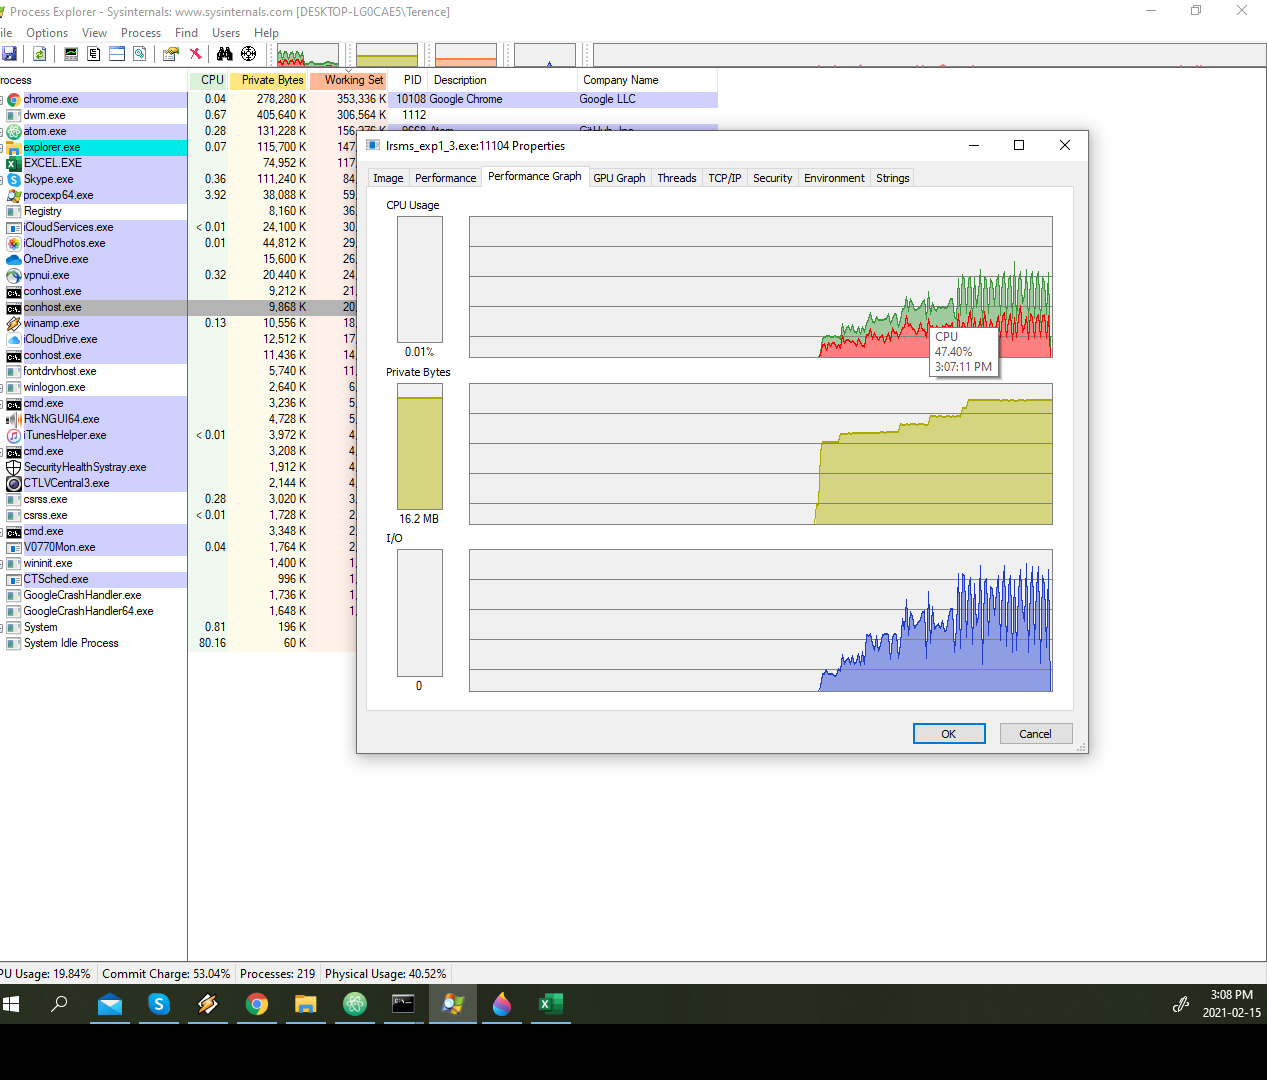 Process Explorer - Sysinternals: www.sysinternals.com [DESKTOP-LG0CAE5\Terence]
ile Options View Process Find Users Help
rocess CPU Private Bytes Working Set PID Description Company Name
chrome.exe 0.04 278,280 K 353,336 K 10108 Google Chrome Google LLC
dwm.exe 0.67 405,640 K 306,564 K 1112
atom.exe 0.28 131,228 K 156,276 K 9668 Atom GitHub, Inc.
explorer.exe 0.07 115,700 K 147,
EXCEL.EXE 74,952 K 117,
Skype.exe 0.36 111,240 K 84,
procexp64.exe 3.92 38,088 K 59,
Registry 8,160 K 36,
iCloudServices.exe < 0.01 24,100 K 30,
iCloudPhotos.exe 0.01 44,812 K 29,
OneDrive.exe 15,600 K 26,
vpnui.exe 0.32 20,440 K 24,
conhost.exe 9,212 K 21,
conhost.exe 9,868 K 20,
winamp.exe 0.13 10,556 K 18,
iCloudDrive.exe 12,512 K 17,
conhost.exe 11,436 K 14,
fontdrvhost.exe 5,740 K 11,
winlogon.exe 2,640 K 6,
cmd.exe 3,236 K 5,
RtkNGUI64.exe 4,728 K 5,
iTunesHelper.exe < 0.01 3,972 K 4,
cmd.exe 3,208 K 4,
SecurityHealthSystray.exe 1,912 K 4,
CTLVCentral3.exe 2,144 K 4,
csrss.exe 0.28 3,020 K 3,
csrss.exe < 0.01 1,728 K 2,
cmd.exe 3,348 K 2,
V0770Mon.exe 0.04 1,764 K 2,
wininit.exe 1,400 K 1,
CTSched.exe 996 K 1,
GoogleCrashHandler.exe 1,736 K 1,
GoogleCrashHandler64.exe 1,648 K 1,
System 0.81 196 K
System Idle Process 80.16 60 K
lrsms_exp1_3.exe:11104 Properties
Image Performance Performance Graph GPU Graph Threads TCP/IP Security Environment Strings
CPU Usage
0.01%
CPU
47.40%
3:07:11 PM
Private Bytes
16.2 MB
I/O
0
OK Cancel
PU Usage: 19.84% Commit Charge: 53.04% Processes: 219 Physical Usage: 40.52%
3:08 PM
2021-02-15